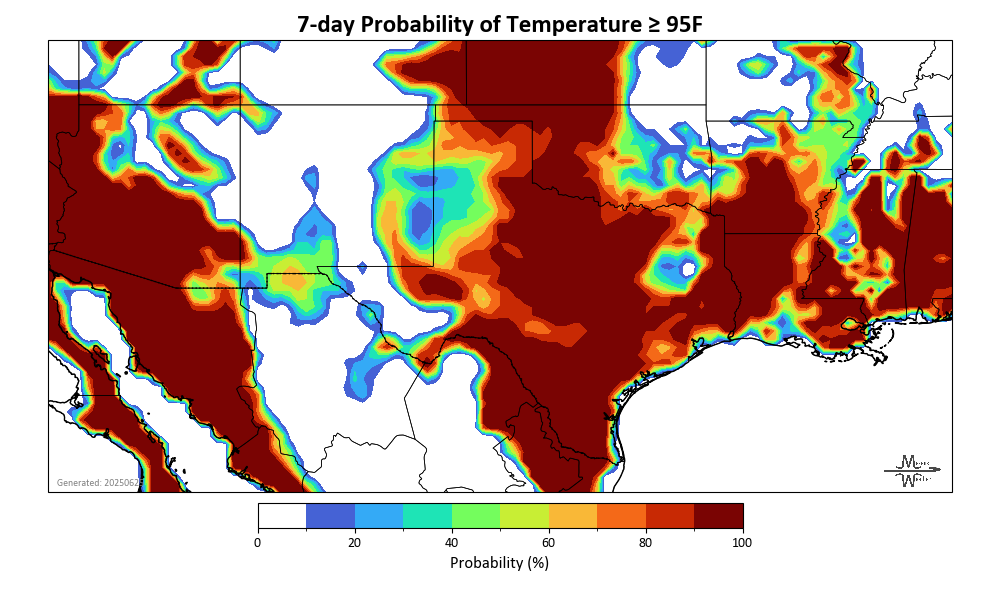 7-day Probability of Temperature ≥ 95F
Generated: 2025062
0 20 40 60 80 100
Probability (%)